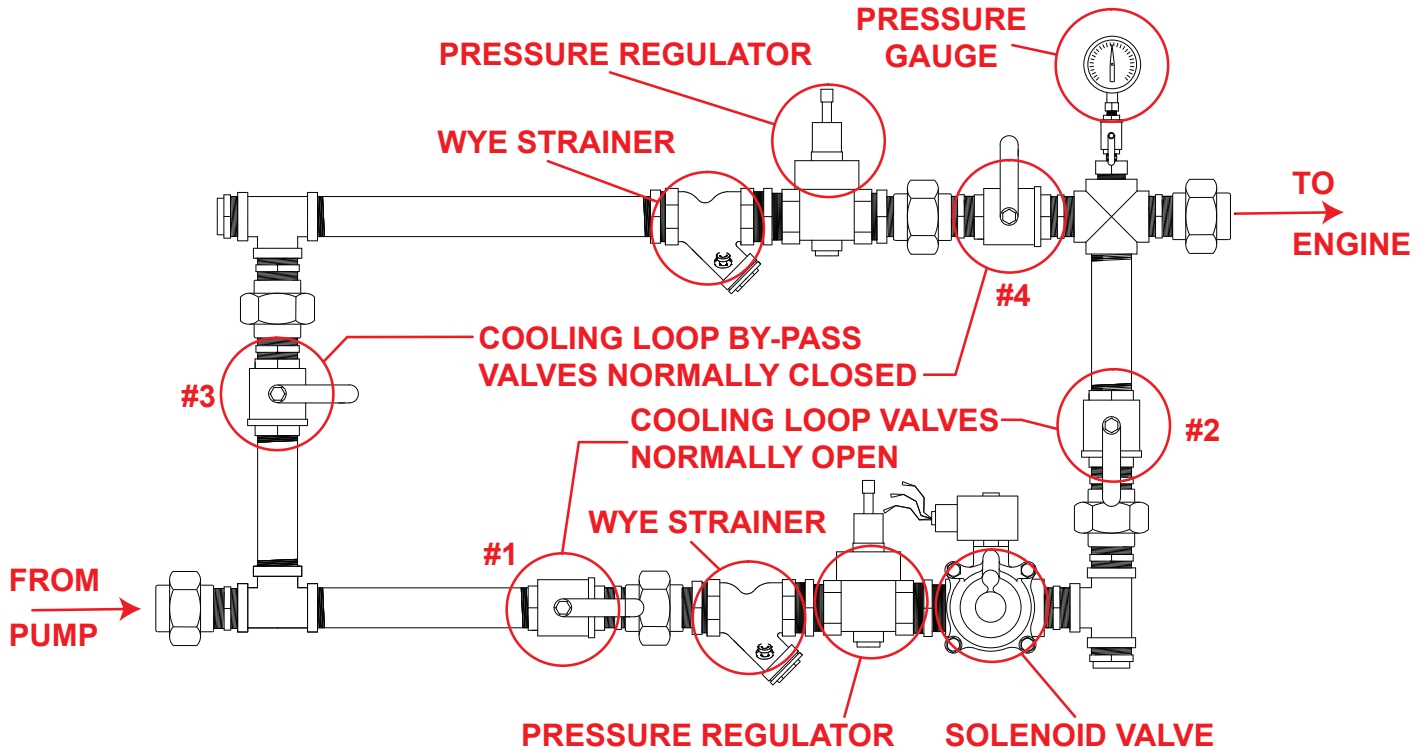 PRESSURE
GAUGE
PRESSURE REGULATOR
WYE STRAINER
TO
ENGINE
#4
COOLING LOOP BY-PASS
VALVES NORMALLY CLOSED
#3
COOLING LOOP VALVES
NORMALLY OPEN
#2
WYE STRAINER
#1
FROM
PUMP
PRESSURE REGULATOR
SOLENOID VALVE